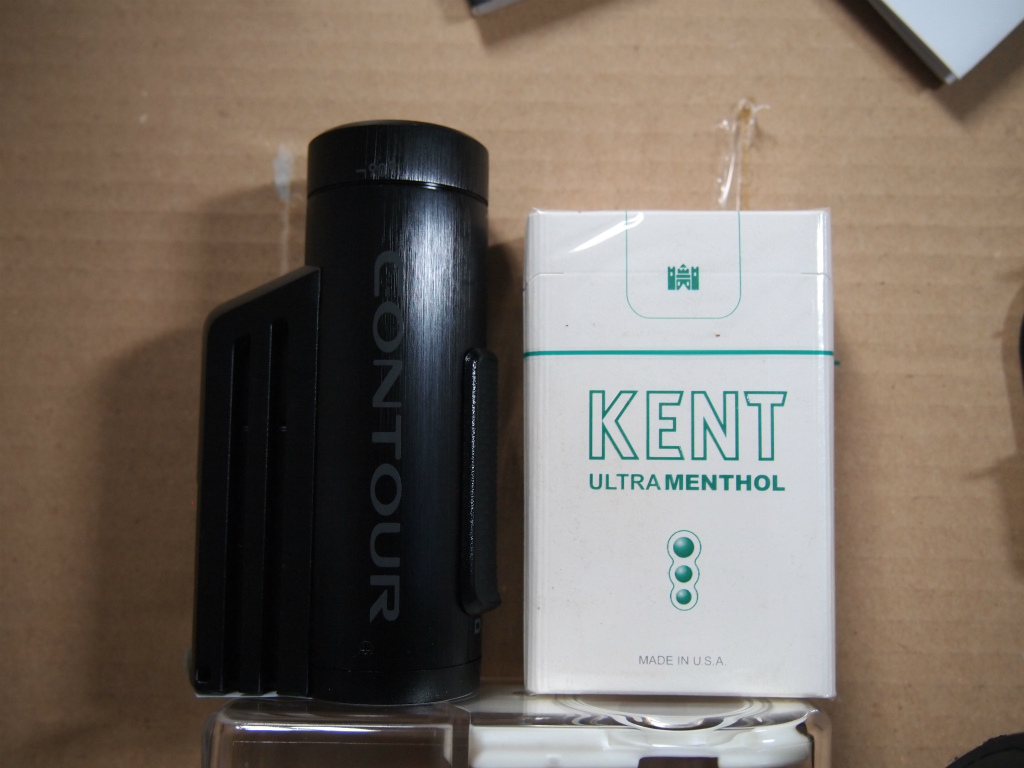 CONTOUR
KENT
ULTRA MENTHOL
MADE IN U.S.A.